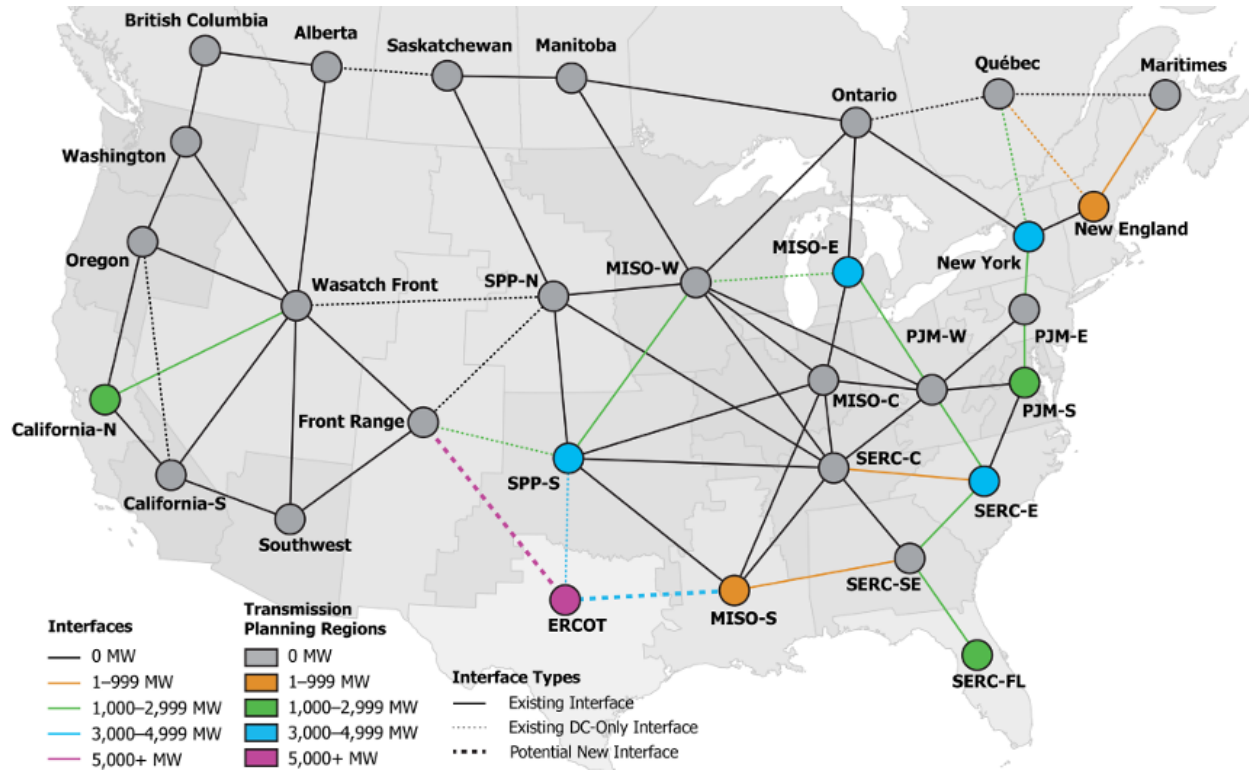 British Columbia
Alberta
Saskatchewan
Manitoba
Québec
Maritimes
Ontario
Washington
Oregon
Wasatch Front
SPP-N
MISO-W
MISO-E
New York
New England
PJM-W
PJM-E
MISO-C
PJM-S
California-N
Front Range
SERC-C
SPP-S
California-S
SERC-E
Southwest
SERC-SE
ERCOT
MISO-S
SERC-FL
Interfaces
0 MW
1–999 MW
1,000–2,999 MW
3,000–4,999 MW
5,000+ MW
Transmission
Planning Regions
0 MW
1–999 MW
1,000–2,999 MW
3,000–4,999 MW
5,000+ MW
Interface Types
Existing Interface
Existing DC-Only Interface
Potential New Interface